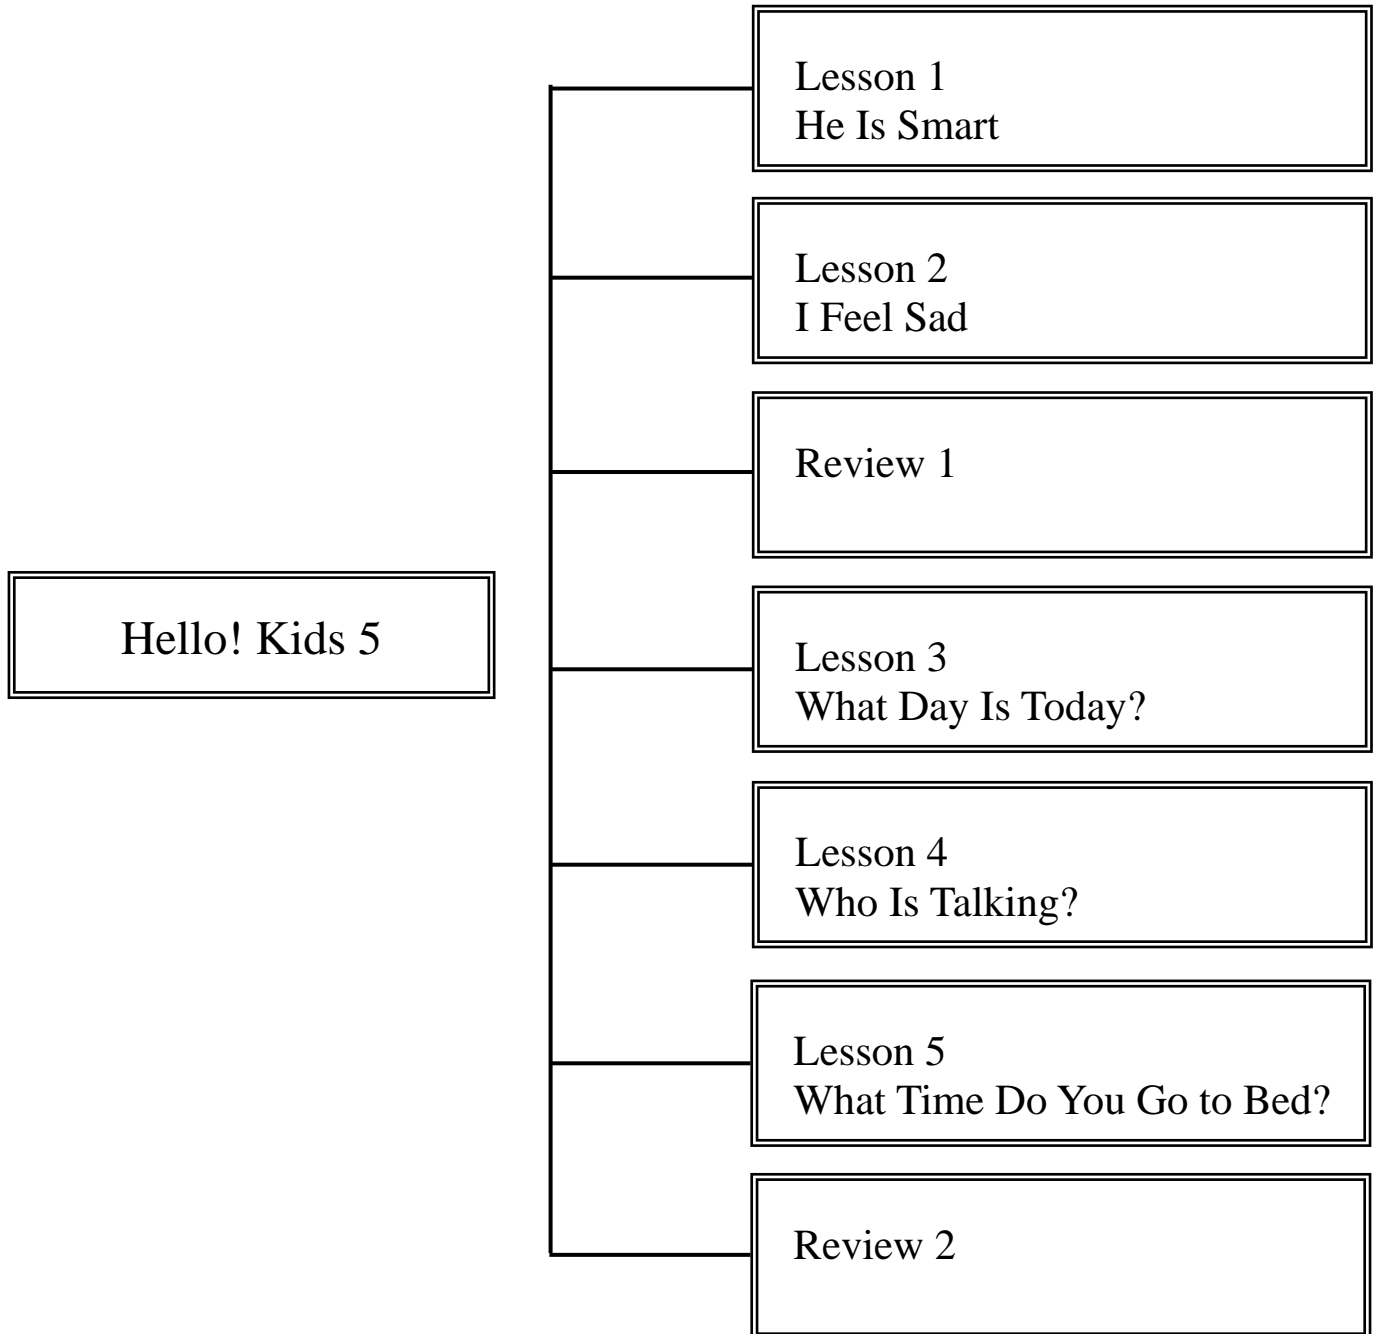 Hello! Kids 5
Lesson 1
He Is Smart
Lesson 2
I Feel Sad
Review 1
Lesson 3
What Day Is Today?
Lesson 4
Who Is Talking?
Lesson 5
What Time Do You Go to Bed?
Review 2